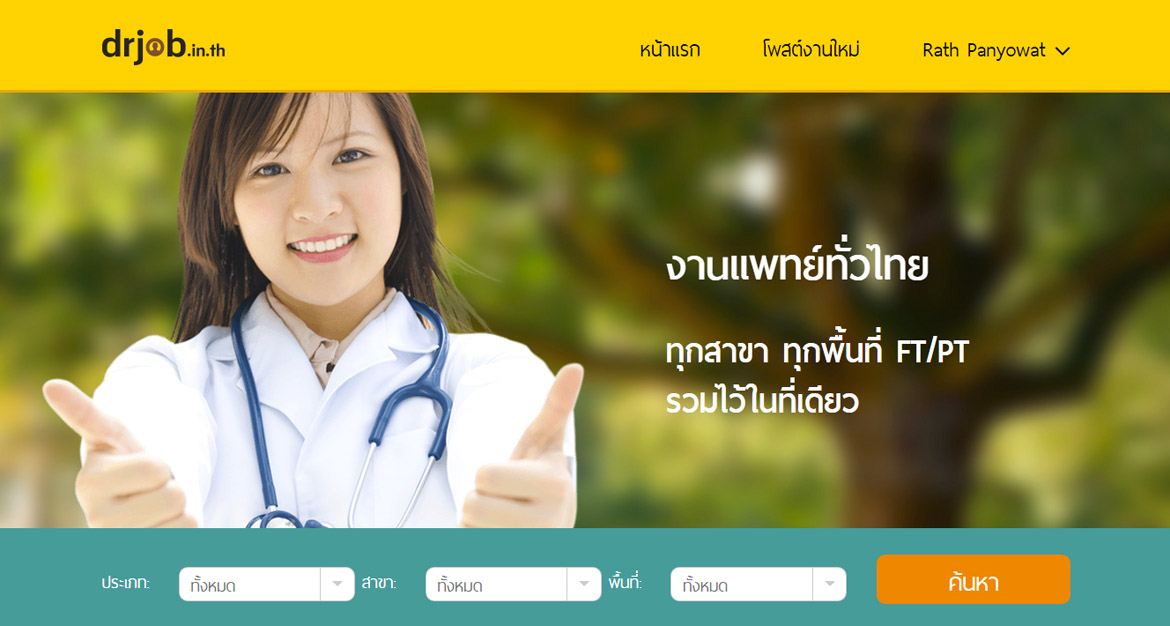 drjob.in.th
หน้าแรก
โพสต์งานใหม่
Rath Panyowat
งานแพทย์ทั่วไทย
ทุกสาขา ทุกพื้นที่ FT/PT
รวมไว้ในที่เดียว
ประเภท:
ทั้งหมด
สาขา:
ทั้งหมด
พื้นที่:
ทั้งหมด
ค้นหา